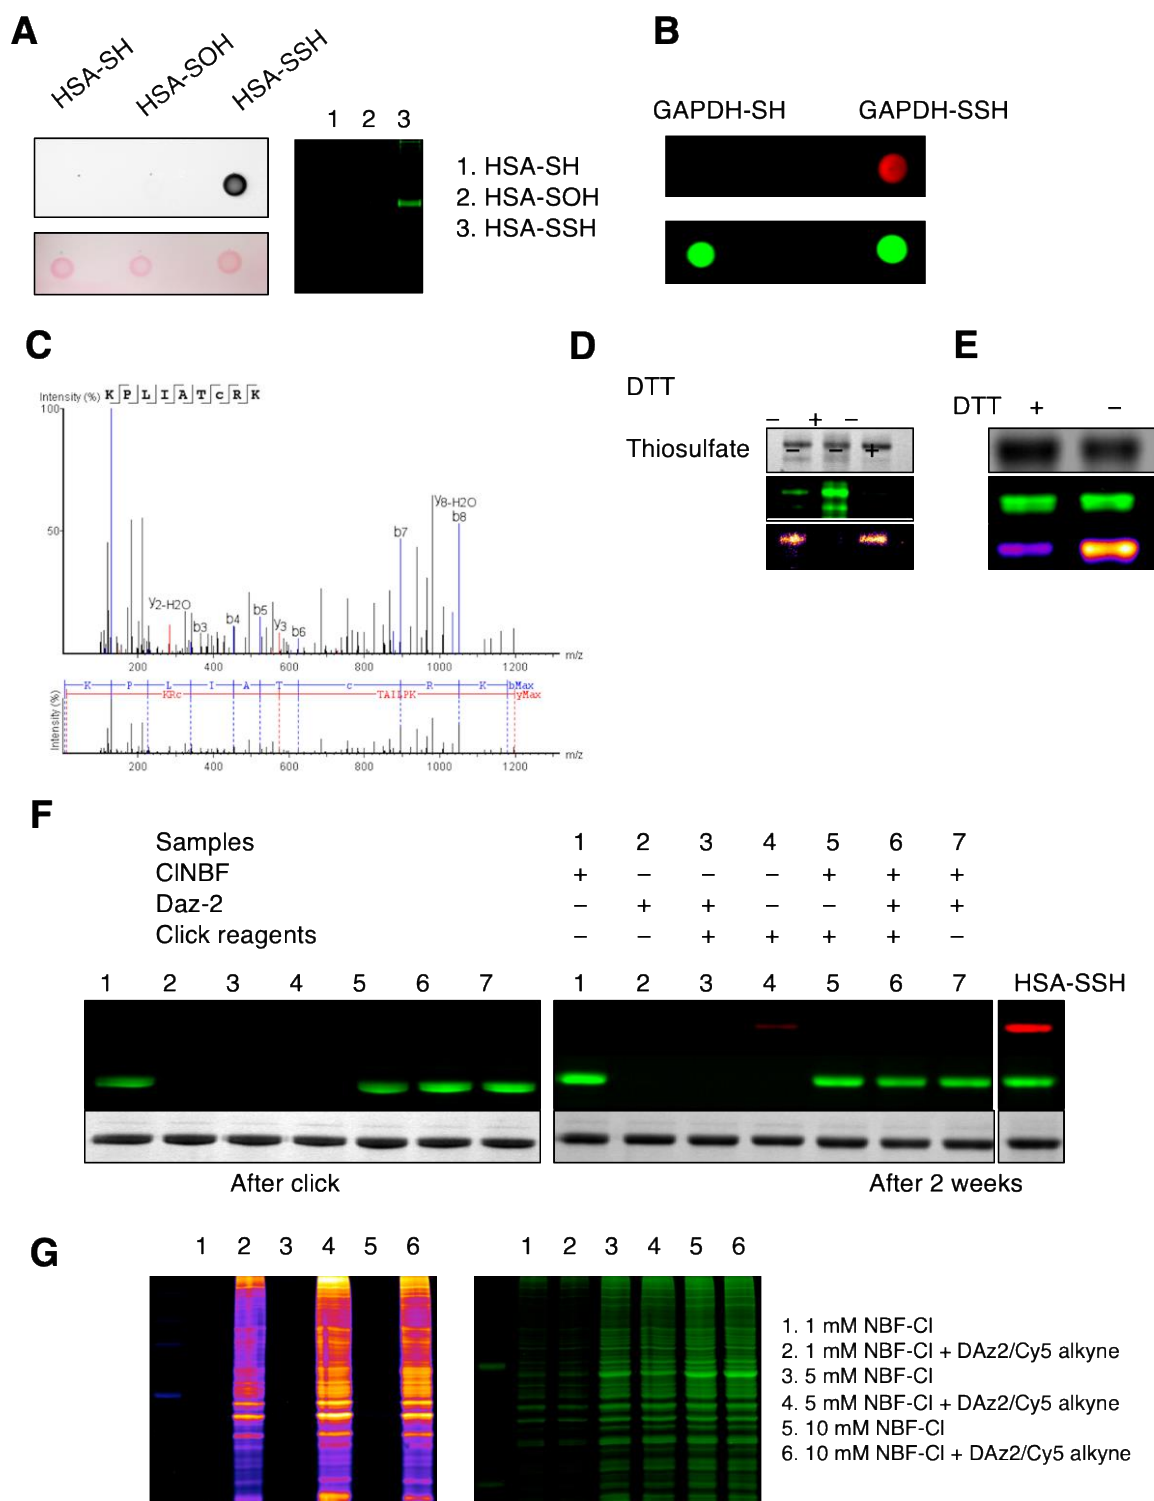 A
HSA-SH
HSA-SOH
HSA-SSH
1 2 3
1. HSA-SH
2. HSA-SOH
3. HSA-SSH
B
GAPDH-SH GAPDH-SSH
C
Intensity (%) K P L I A T c R K
100
50
y2-H2O
b3
b4
b5
y3
b6
b7
y8-H2O
b8
200 400 600 800 1000 1200 m/z
K P L I A T c R K bMax
KRc TAILPK yMax
Intensity (%)
200 400 600 800 1000 1200 m/z
D
DTT
– + –
Thiosulfate
– – +
E
DTT + –
F
Samples 1 2 3 4 5 6 7
ClNBF + – – – + + +
Daz-2 – + + – – + +
Click reagents – – + + + + –
1 2 3 4 5 6 7 1 2 3 4 5 6 7 HSA-SSH
After click After 2 weeks
G
1 2 3 4 5 6 1 2 3 4 5 6
1. 1 mM NBF-Cl
2. 1 mM NBF-Cl + DAz2/Cy5 alkyne
3. 5 mM NBF-Cl
4. 5 mM NBF-Cl + DAz2/Cy5 alkyne
5. 10 mM NBF-Cl
6. 10 mM NBF-Cl + DAz2/Cy5 alkyne